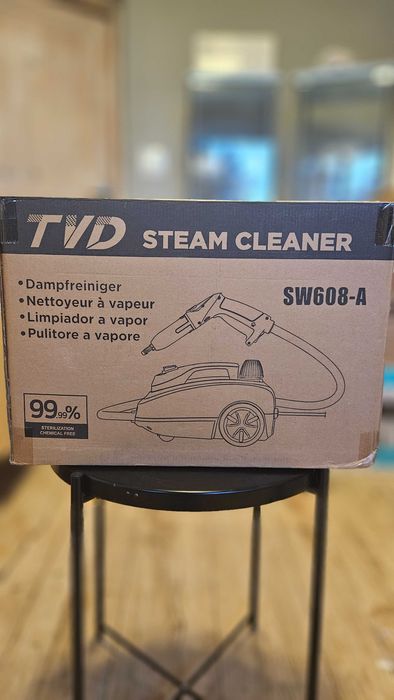 TVD STEAM CLEANER
• Dampfreiniger
• Nettoyeur à vapeur
• Limpiador a vapor
• Pulitore a vapore
SW608-A
99.99%
STERILIZATION
CHEMICAL FREE